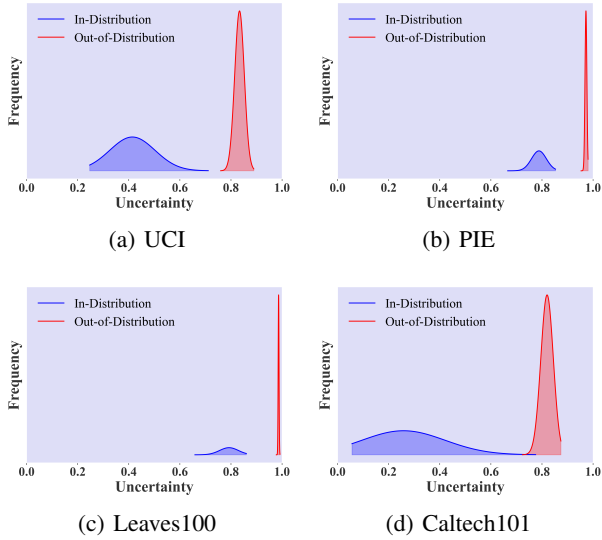 Frequency
In-Distribution
Out-of-Distribution
0.0 0.2 0.4 0.6 0.8 1.0
Uncertainty
(a) UCI
Frequency
In-Distribution
Out-of-Distribution
0.0 0.2 0.4 0.6 0.8 1.0
Uncertainty
(b) PIE
Frequency
In-Distribution
Out-of-Distribution
0.0 0.2 0.4 0.6 0.8 1.0
Uncertainty
(c) Leaves100
Frequency
In-Distribution
Out-of-Distribution
0.0 0.2 0.4 0.6 0.8 1.0
Uncertainty
(d) Caltech101